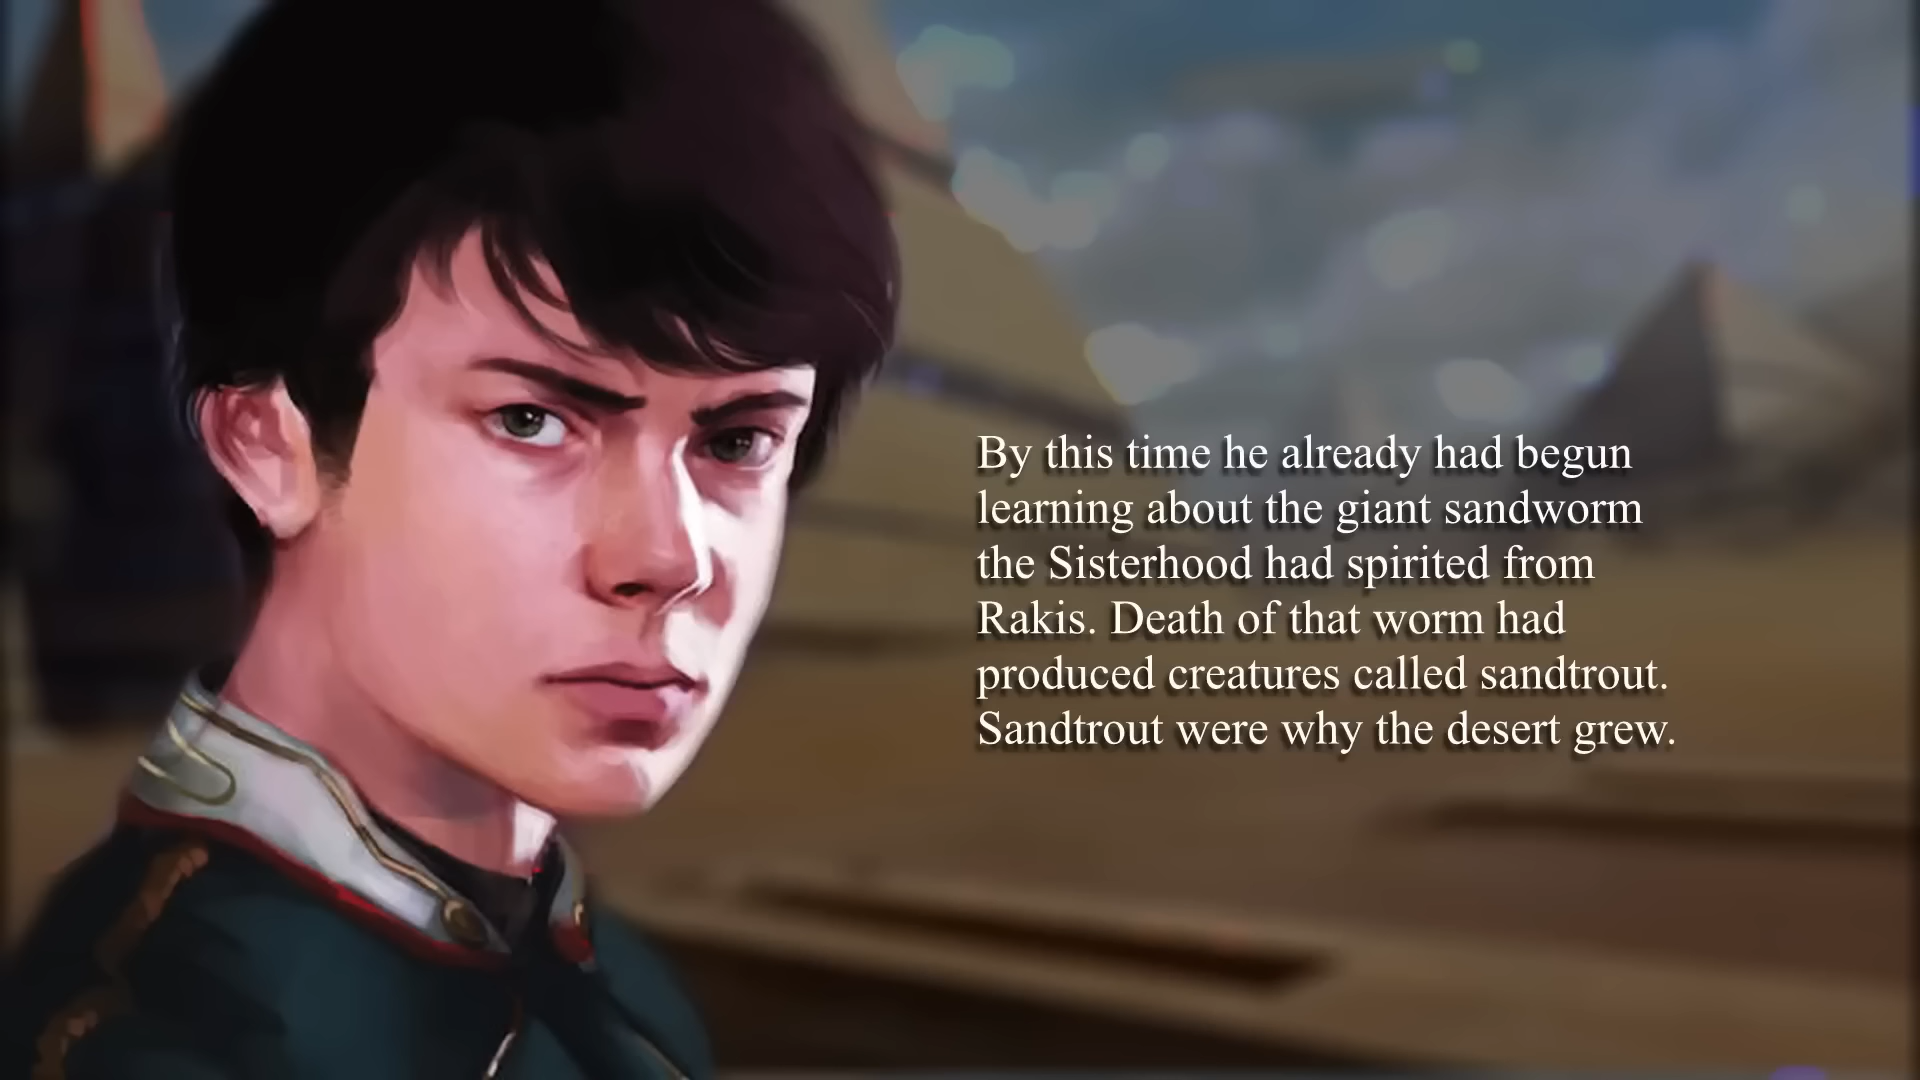 By this time he already had begun
learning about the giant sandworm
the Sisterhood had spirited from
Rakis. Death of that worm had
produced creatures called sandtrout.
Sandtrout were why the desert grew.